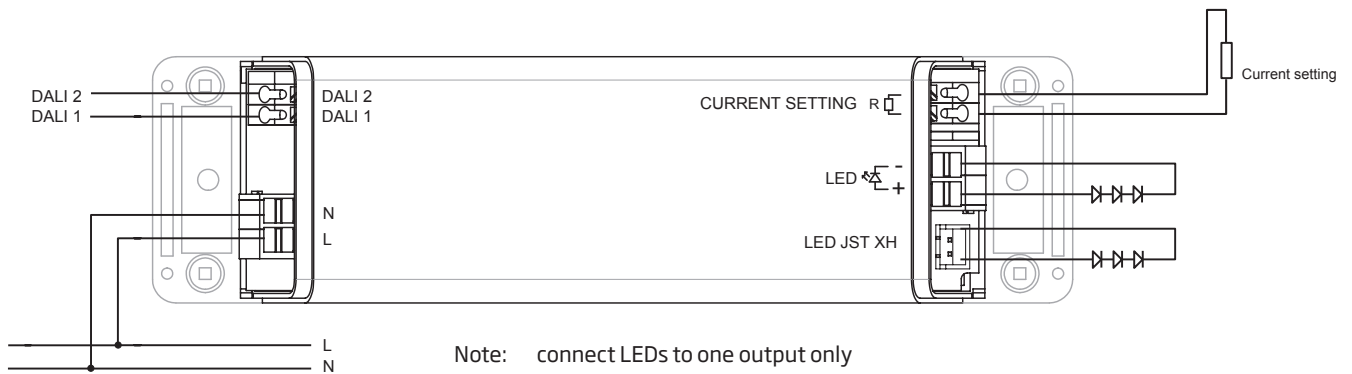 DALI 2
DALI 1
DALI 2
DALI 1
N
L
CURRENT SETTING R
Current setting
LED - +
LED JST XH
L
N
Note: connect LEDs to one output only